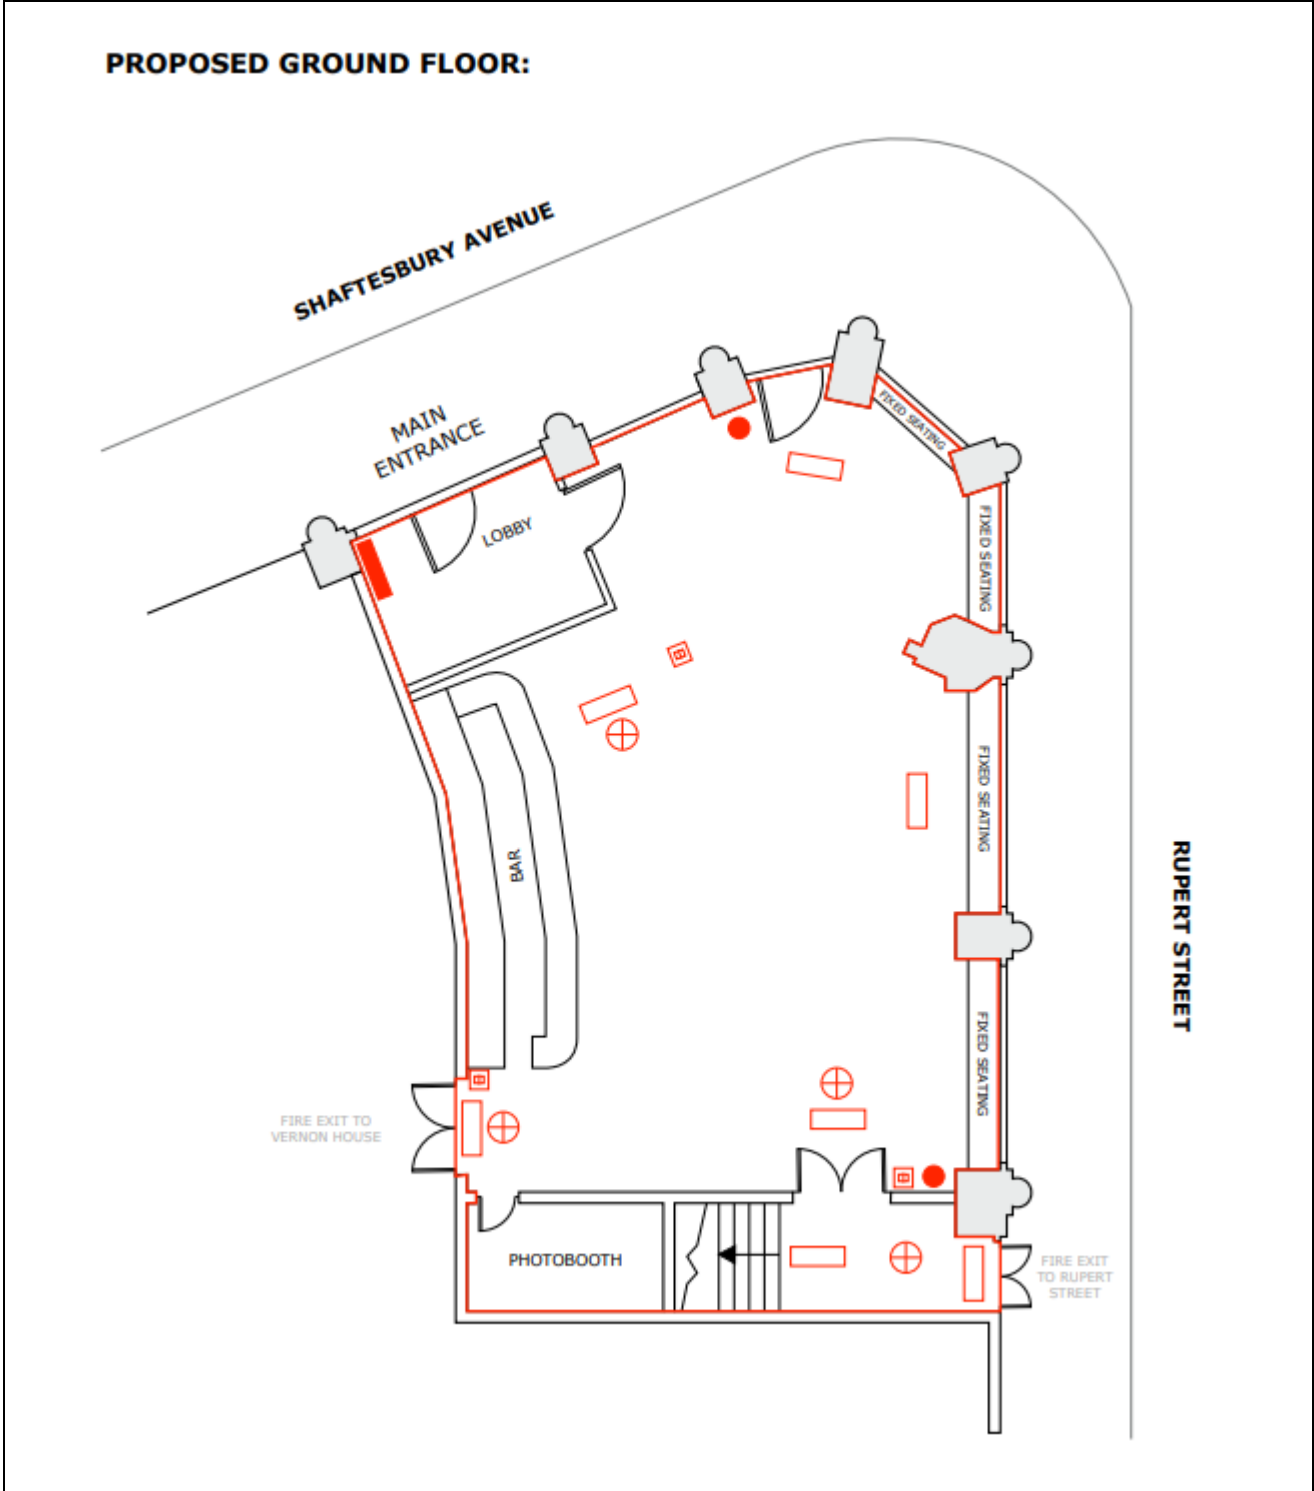 PROPOSED GROUND FLOOR:
SHAFTESBURY AVENUE
MAIN
ENTRANCE
LOBBY
FIXED SEATING
FIXED SEATING
FIXED SEATING
BAR
RUPERT STREET
FIXED SEATING
FIRE EXIT TO
VERNON HOUSE
PHOTOBOOTH
FIRE EXIT
TO RUPERT
STREET